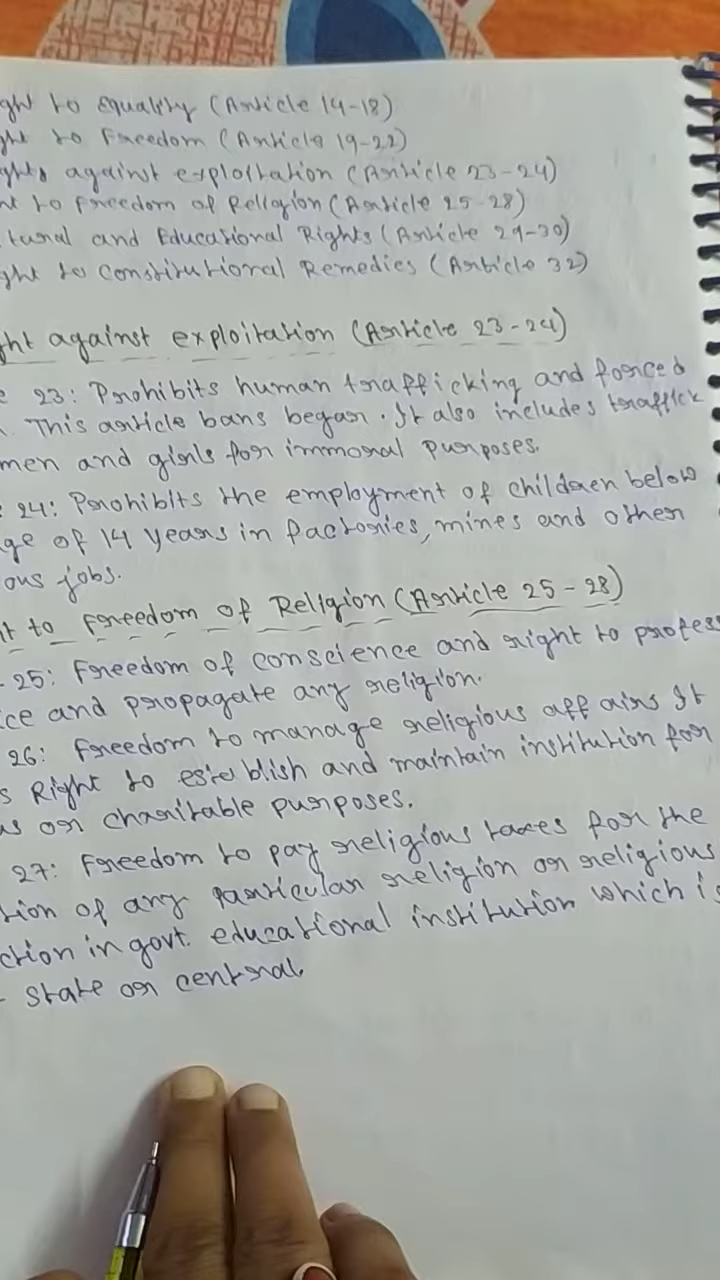 ght to Equality (Article 14-18)
ght to Freedom (Article 19-22)
ghts against exploitation (Article 23-24)
ht to Freedom of Religion (Article 25-28)
tural and Educational Rights (Article 29-30)
ght to Constitutional Remedies (Article 32)
ght against exploitation (Article 23-24)
e 23: Prohibits human trafficking and forced
. This article bans began. It also includes traffick
men and girls for immoral purposes.
24: Prohibits the employment of children below
ge of 14 years in factories, mines and other
ous jobs.
t to Freedom of Religion (Article 25-28)
25: Freedom of conscience and right to profes
ice and propagate any religion.
26: Freedom to manage religious affairs It
s Right to establish and maintain institution for
us or charitable purposes.
27: Freedom to pay religious taxes for the
tion of any particular religion or religious
ction in govt. educational institution which is
- State or central.